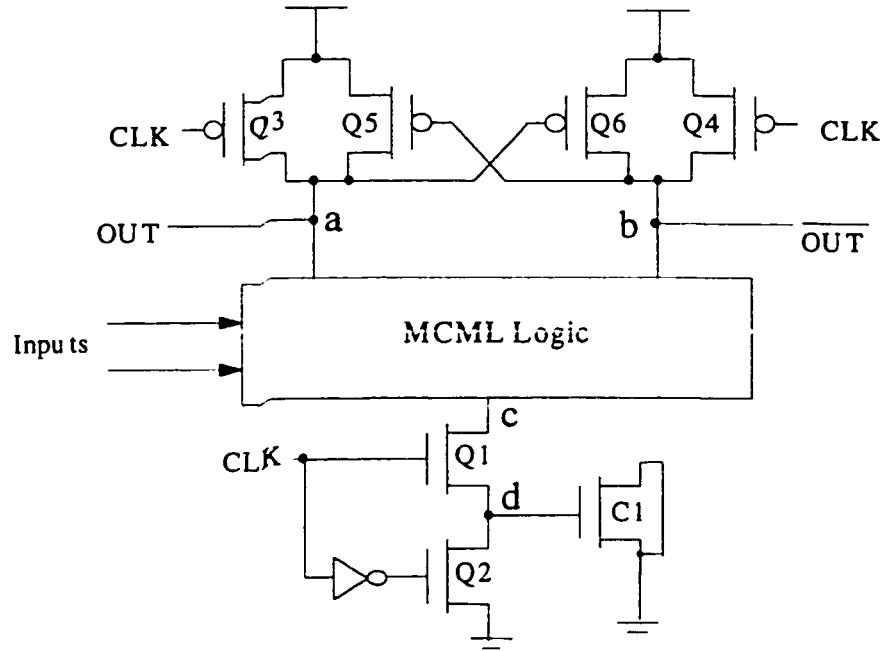 CLK Q3 Q5 Q6 Q4 CLK
OUT a b OUT
Inputs MCML Logic
c
CLK Q1
d C1
Q2